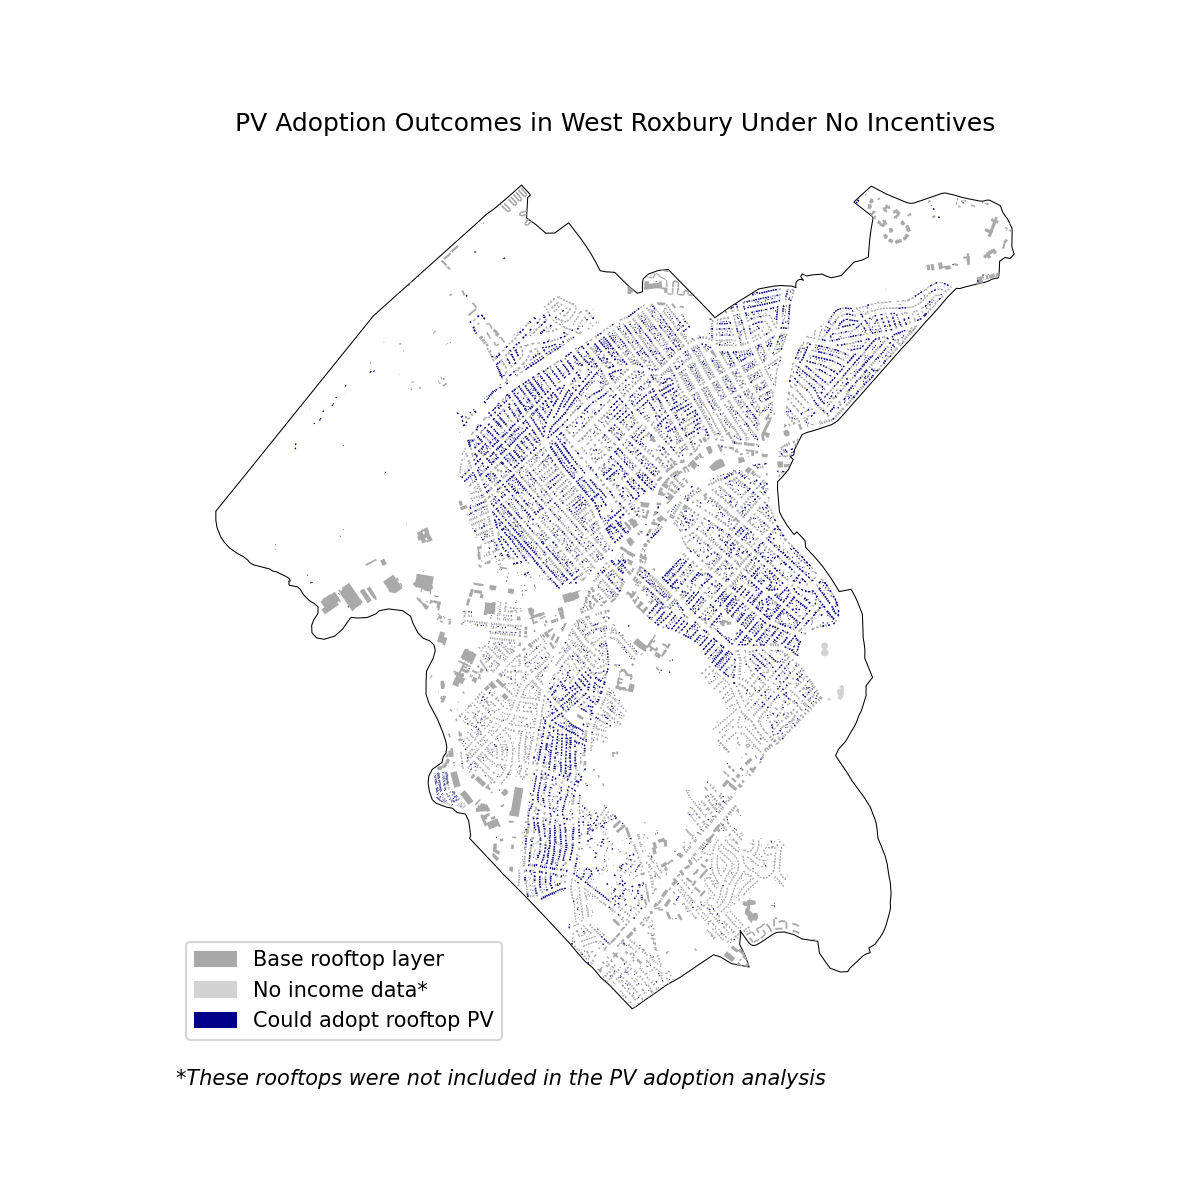 PV Adoption Outcomes in West Roxbury Under No Incentives
Base rooftop layer
No income data*
Could adopt rooftop PV
*These rooftops were not included in the PV adoption analysis